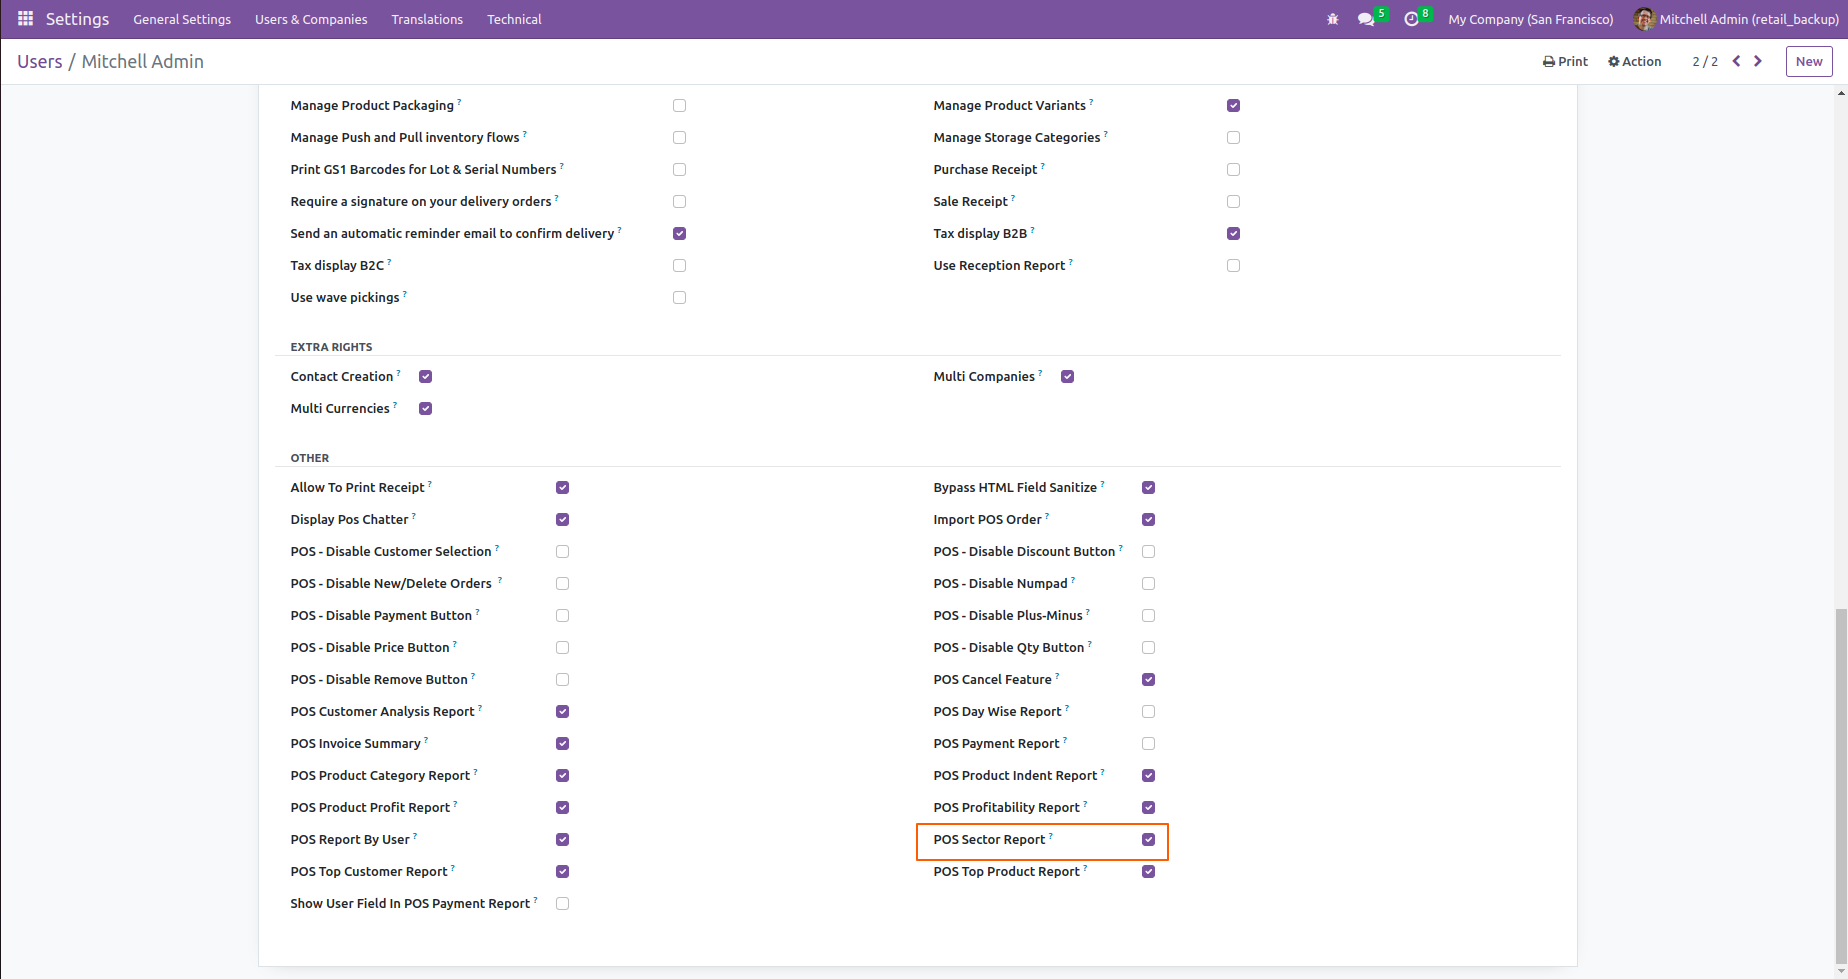 Settings General Settings Users & Companies Translations Technical 5 8 My Company (San Francisco) Mitchell Admin (retail_backup)
Users / Mitchell Admin Print Action 2 / 2 New
Manage Product Packaging ? Manage Product Variants ?
Manage Push and Pull inventory flows ? Manage Storage Categories ?
Print GS1 Barcodes for Lot & Serial Numbers ? Purchase Receipt ?
Require a signature on your delivery orders ? Sale Receipt ?
Send an automatic reminder email to confirm delivery ? Tax display B2B ?
Tax display B2C ? Use Reception Report ?
Use wave pickings ?
EXTRA RIGHTS
Contact Creation ? Multi Companies ?
Multi Currencies ?
OTHER
Allow To Print Receipt ? Bypass HTML Field Sanitize ?
Display Pos Chatter ? Import POS Order ?
POS - Disable Customer Selection ? POS - Disable Discount Button ?
POS - Disable New/Delete Orders ? POS - Disable Numpad ?
POS - Disable Payment Button ? POS - Disable Plus-Minus ?
POS - Disable Price Button ? POS - Disable Qty Button ?
POS - Disable Remove Button ? POS Cancel Feature ?
POS Customer Analysis Report ? POS Day Wise Report ?
POS Invoice Summary ? POS Payment Report ?
POS Product Category Report ? POS Product Indent Report ?
POS Product Profit Report ? POS Profitability Report ?
POS Report By User ? POS Sector Report ?
POS Top Customer Report ? POS Top Product Report ?
Show User Field In POS Payment Report ?